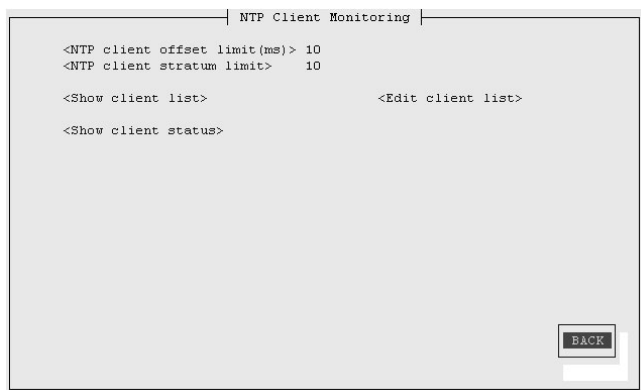 NTP Client Monitoring
<NTP client offset limit(ms)> 10
<NTP client stratum limit> 10
<Show client list> <Edit client list>
<Show client status>
BACK